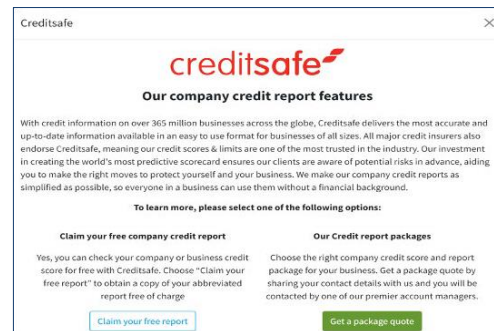 Creditsafe
creditsafe
Our company credit report features
With credit information on over 365 million businesses across the globe, Creditsafe delivers the most accurate and
up-to-date information available in an easy to use format for businesses of all sizes. All major credit insurers also
endorse Creditsafe, meaning our credit scores & limits are one of the most trusted in the industry. Our investment
in creating the world's most predictive scorecard ensures our clients are aware of potential risks in advance, aiding
you to make the right moves to protect yourself and your business. We make our company credit reports as
simplified as possible, so everyone in a business can use them without a financial background.
To learn more, please select one of the following options:
Claim your free company credit report
Yes, you can check your company or business credit
score for free with Creditsafe. Choose "Claim your
free report" to obtain a copy of your abbreviated
report free of charge
Claim your free report
Our Credit report packages
Choose the right company credit score and report
package for your business. Get a package quote by
sharing your contact details with us and you will be
contacted by one of our premier account managers.
Get a package quote